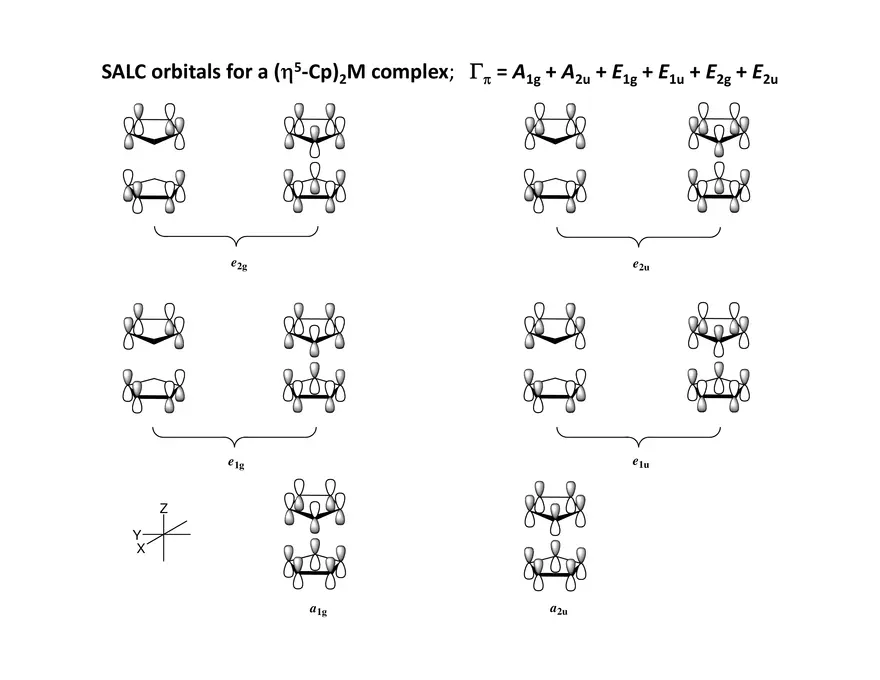 SALC orbitals for a (η⁵-Cp)₂M complex; Γπ = A₁g + A₂u + E₁g + E₁u + E₂g + E₂u
e₂g
e₂u
e₁g
e₁u
Z
Y
X
a₁g
a₂u